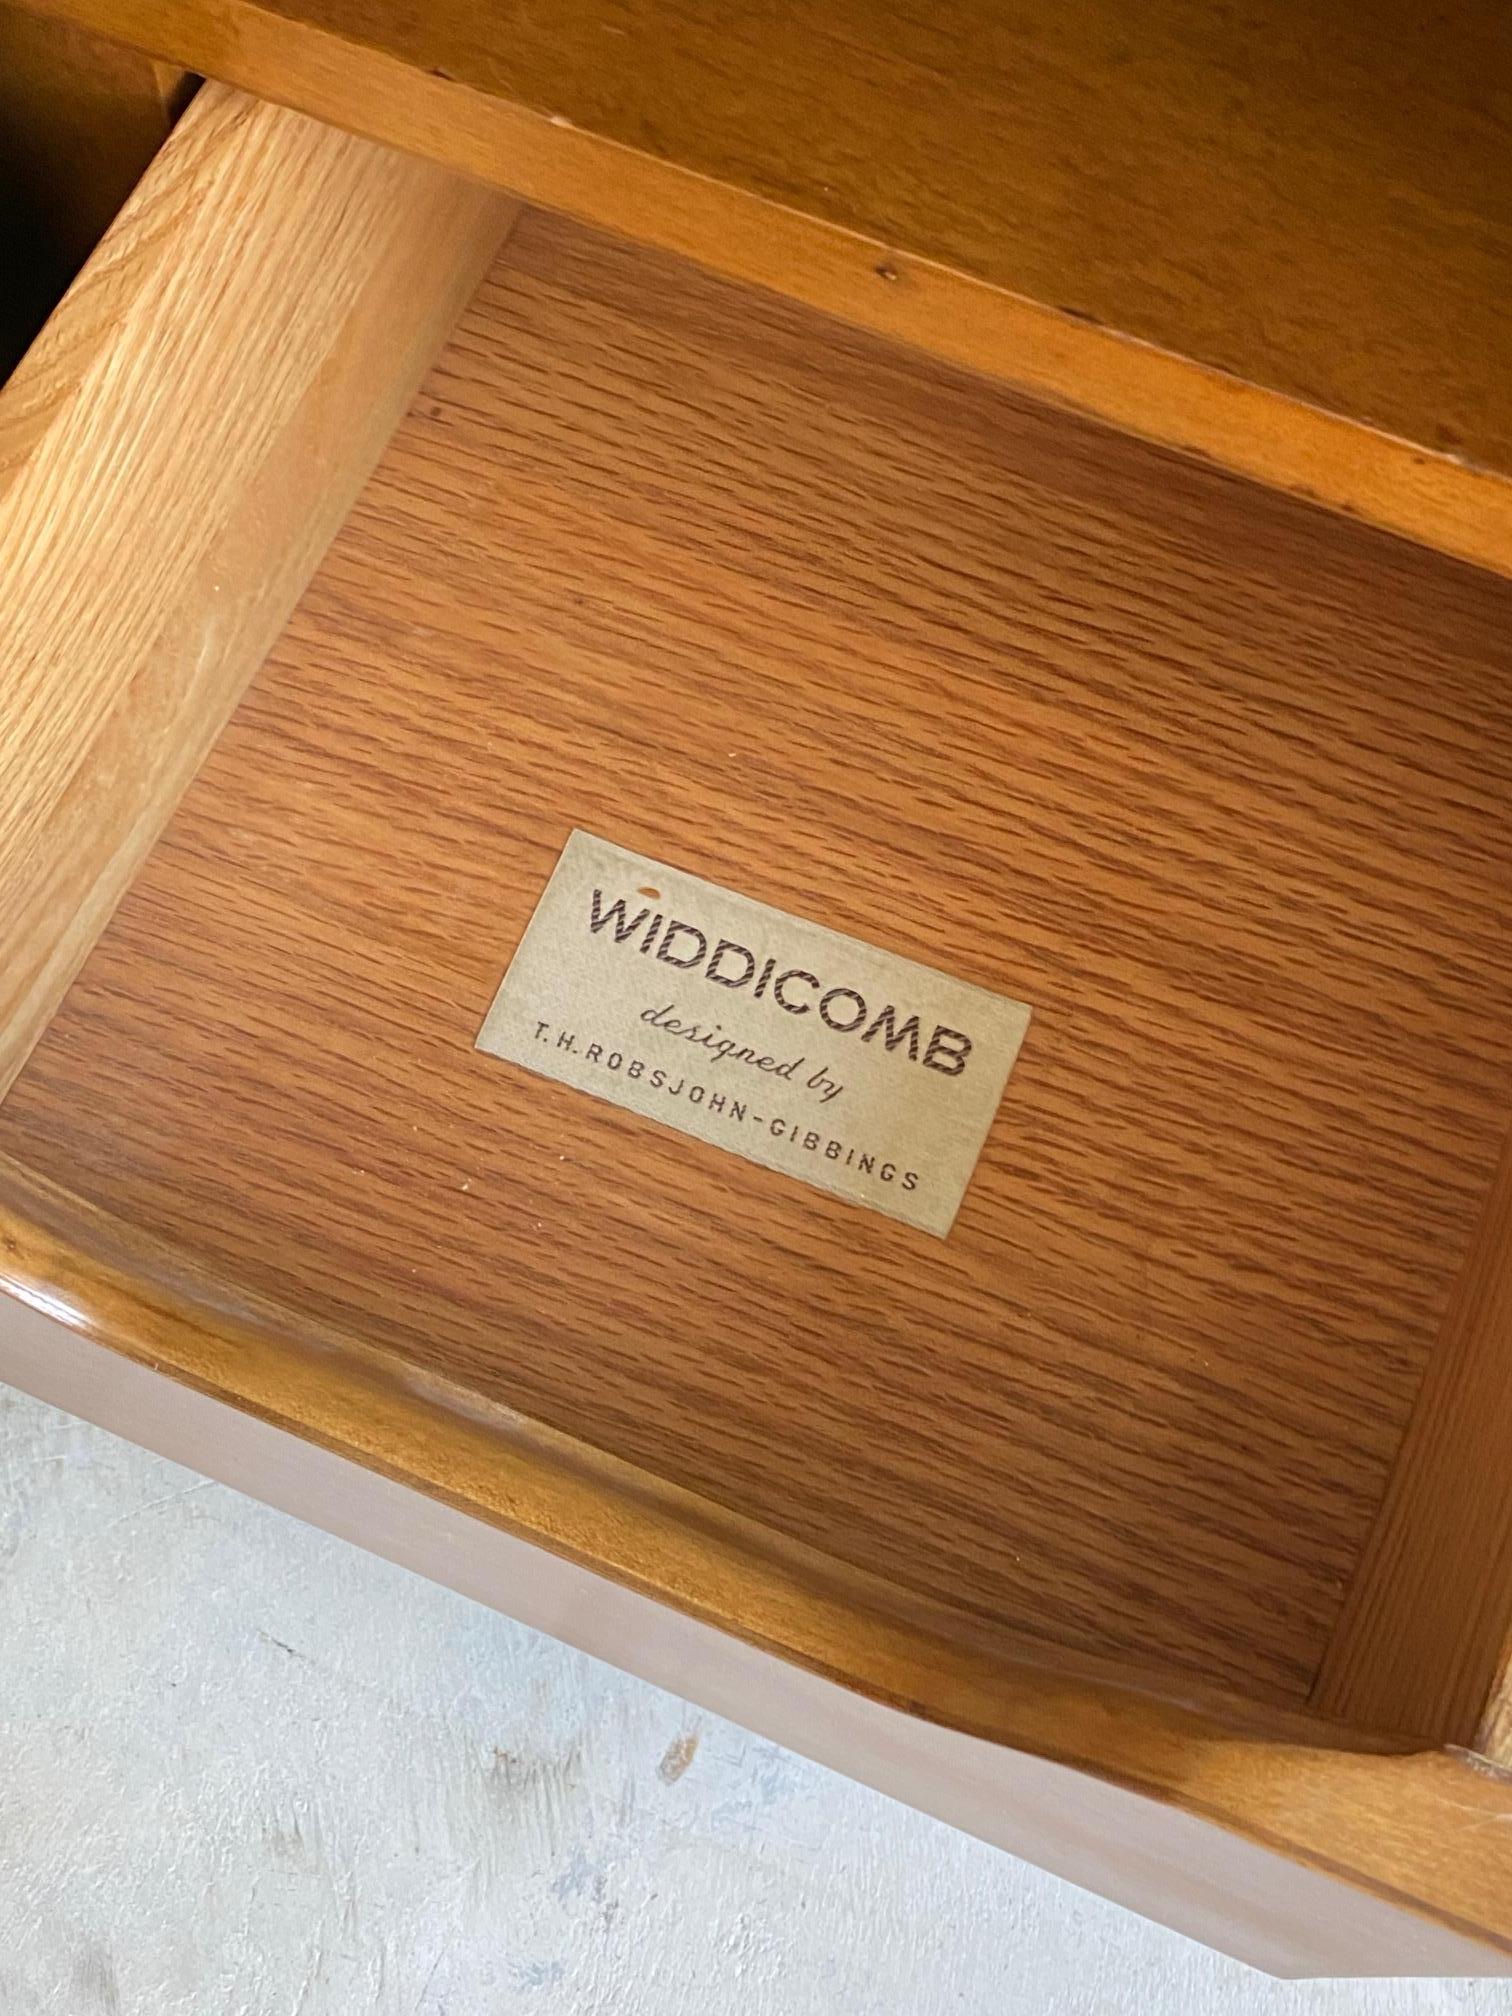 WIDDICOMB
designed by
T. H. ROBSJOHN-GIBBINGS